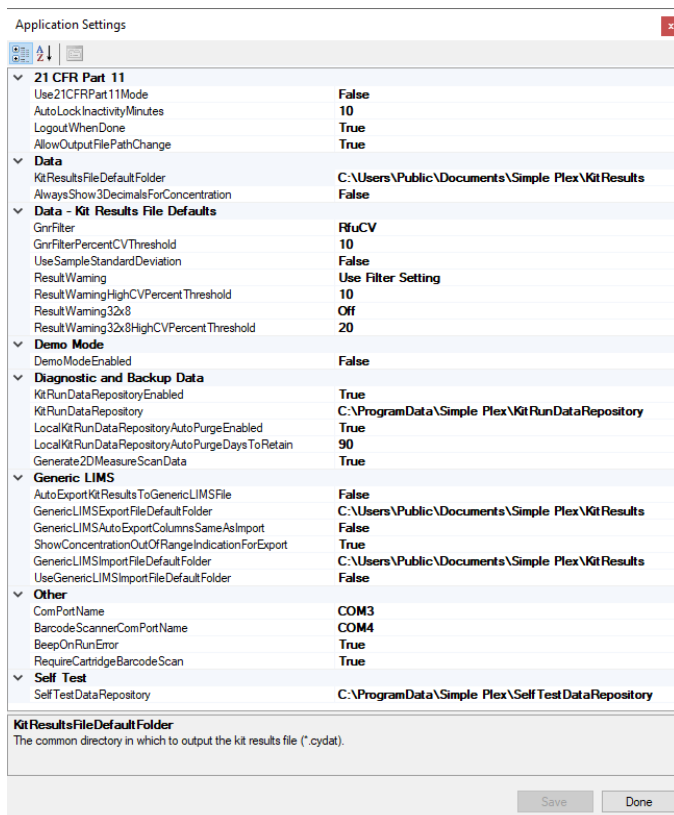 Application Settings
21 CFR Part 11
Use21CFRPart11Mode False
AutoLockInactivityMinutes 10
LogoutWhenDone True
AllowOutputFilePathChange True
Data
KitResultsFileDefaultFolder C:\Users\Public\Documents\Simple Plex\KitResults
AlwaysShow3DecimalsForConcentration False
Data - Kit Results File Defaults
GnrFilter RfuCV
GnrFilterPercentCVThreshold 10
UseSampleStandardDeviation False
ResultWarning Use Filter Setting
ResultWarningHighCVPercentThreshold 10
ResultWarning32x8 Off
ResultWarning32x8HighCVPercentThreshold 20
Demo Mode
DemoModeEnabled False
Diagnostic and Backup Data
KitRunDataRepositoryEnabled True
KitRunDataRepository C:\ProgramData\Simple Plex\KitRunDataRepository
LocalKitRunDataRepositoryAutoPurgeEnabled True
LocalKitRunDataRepositoryAutoPurgeDaysToRetain 90
Generate2DMeasureScanData True
Generic LIMS
AutoExportKitResultsToGenericLIMSFile False
GenericLIMSExportFileDefaultFolder C:\Users\Public\Documents\Simple Plex\KitResults
GenericLIMSAutoExportColumnsSameAsImport False
ShowConcentrationOutOfRangeIndicationForExport True
GenericLIMSImportFileDefaultFolder C:\Users\Public\Documents\Simple Plex\KitResults
UseGenericLIMSImportFileDefaultFolder False
Other
ComPortName COM3
BarcodeScannerComPortName COM4
BeepOnRunError True
RequireCartridgeBarcodeScan True
Self Test
SelfTestDataRepository C:\ProgramData\Simple Plex\SelfTestDataRepository
KitResultsFileDefaultFolder
The common directory in which to output the kit results file (*.cydat).
Save Done